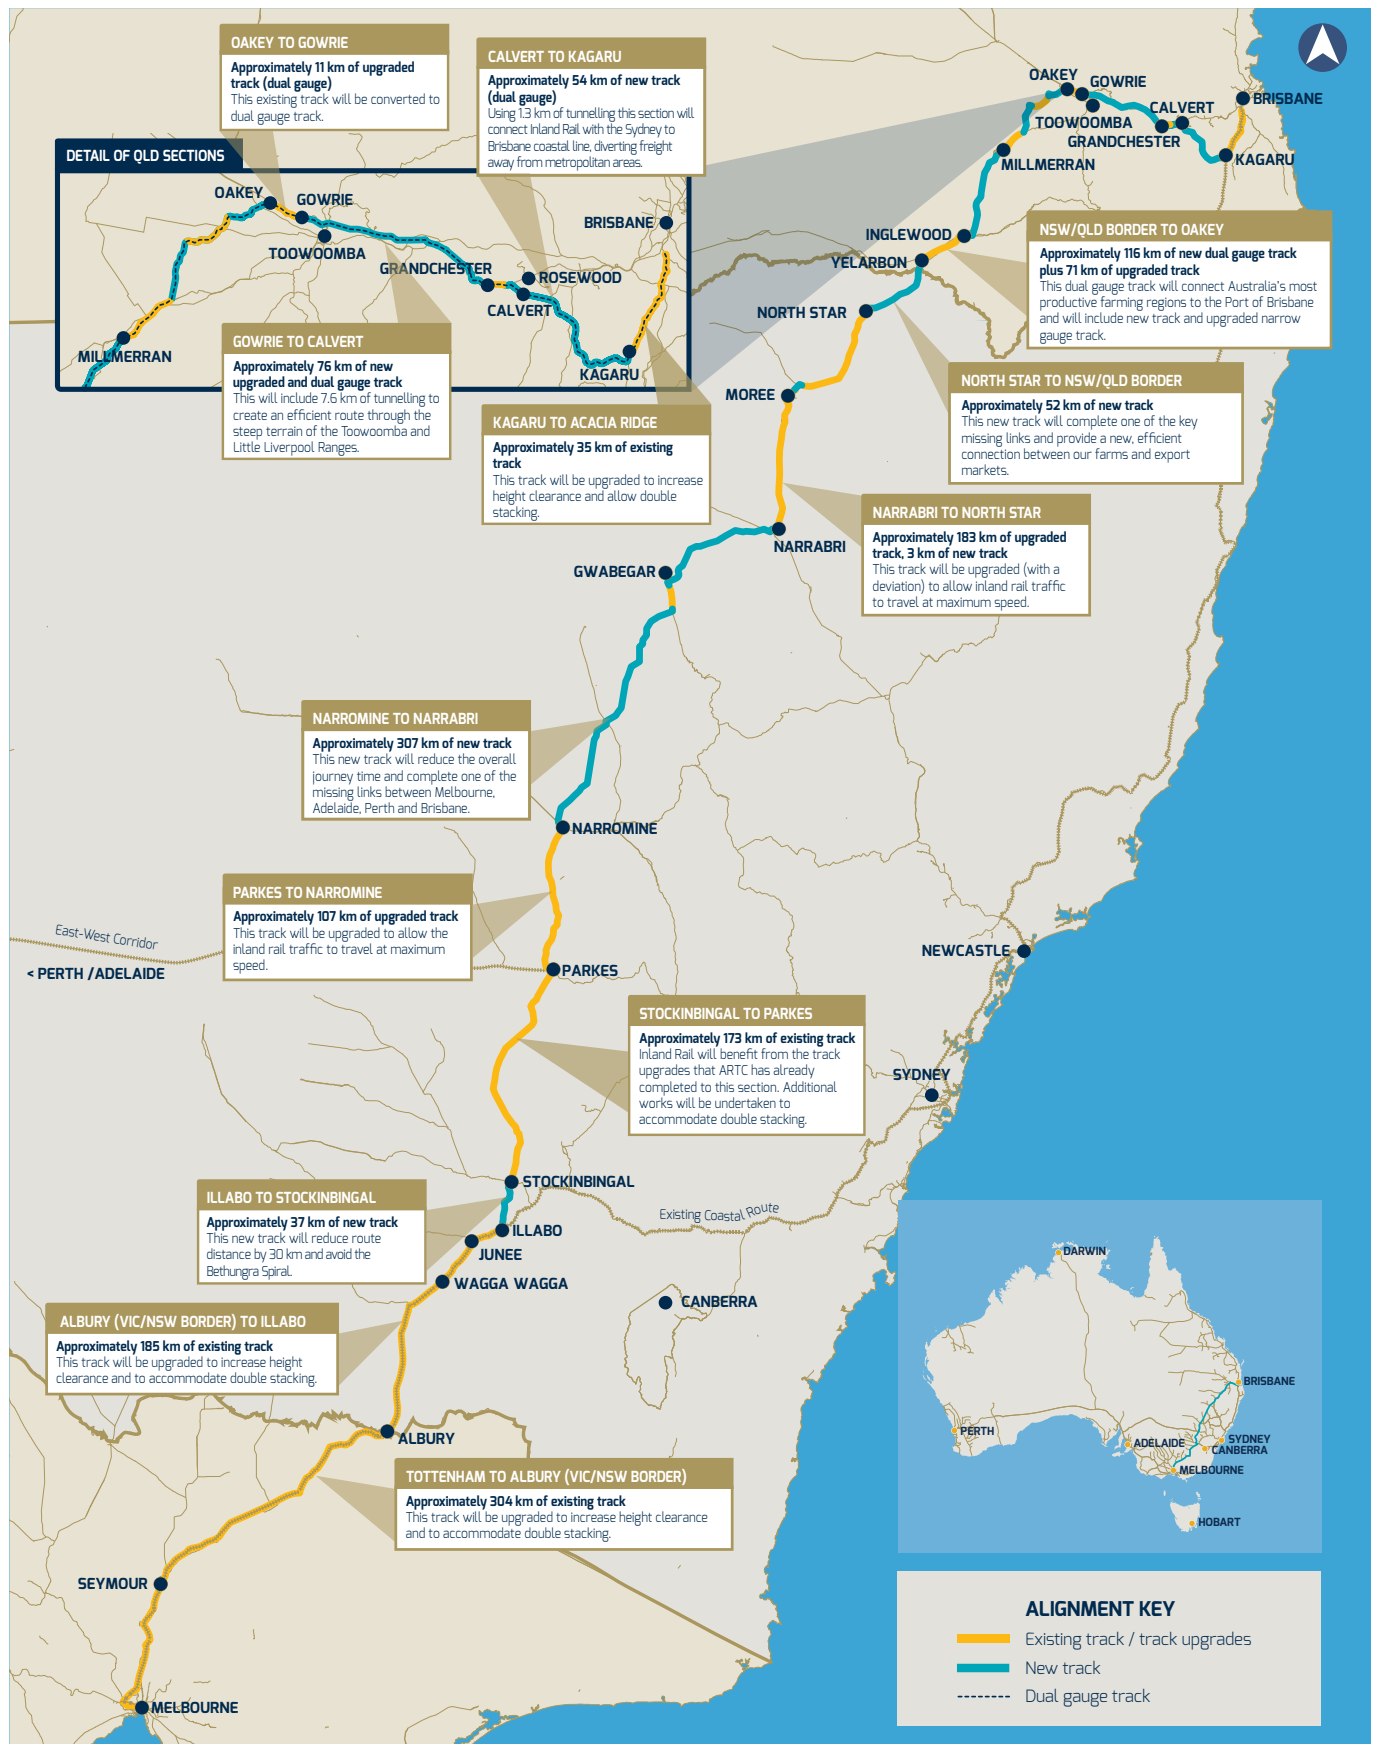 OAKEY TO GOWRIE
Approximately 11 km of upgraded
track (dual gauge)
This existing track will be converted to
dual gauge track.
CALVERT TO KAGARU
Approximately 54 km of new track
(dual gauge)
Using 1.3 km of tunnelling this section will
connect Inland Rail with the Sydney to
Brisbane coastal line, diverting freight
away from metropolitan areas.
DETAIL OF QLD SECTIONS
OAKEY
GOWRIE
TOOWOOMBA
GRANDCHESTER
ROSEWOOD
CALVERT
BRISBANE
MILLMERRAN
KAGARU
GOWRIE TO CALVERT
Approximately 76 km of new
upgraded and dual gauge track
This will include 7.6 km of tunnelling to
create an efficient route through the
steep terrain of the Toowoomba and
Little Liverpool Ranges.
KAGARU TO ACACIA RIDGE
Approximately 35 km of existing
track
This track will be upgraded to increase
height clearance and allow double
stacking.
OAKEY
GOWRIE
BRISBANE
CALVERT
TOOWOOMBA
GRANDCHESTER
KAGARU
MILLMERRAN
INGLEWOOD
YELARBON
NORTH STAR
MOREE
NSW/QLD BORDER TO OAKEY
Approximately 116 km of new dual gauge track
plus 71 km of upgraded track
This dual gauge track will connect Australia's most
productive farming regions to the Port of Brisbane
and will include new track and upgraded narrow
gauge track.
NORTH STAR TO NSW/QLD BORDER
Approximately 52 km of new track
This new track will complete one of the key
missing links and provide a new, efficient
connection between our farms and export
markets.
NARRABRI TO NORTH STAR
Approximately 183 km of upgraded
track, 3 km of new track
This track will be upgraded (with a
deviation) to allow inland rail traffic
to travel at maximum speed.
NARRABRI
GWABEGAR
NARROMINE TO NARRABRI
Approximately 307 km of new track
This new track will reduce the overall
journey time and complete one of the
missing links between Melbourne,
Adelaide, Perth and Brisbane.
NARROMINE
PARKES TO NARROMINE
Approximately 107 km of upgraded track
This track will be upgraded to allow the
inland rail traffic to travel at maximum
speed.
East-West Corridor
< PERTH /ADELAIDE
PARKES
NEWCASTLE
STOCKINBINGAL TO PARKES
Approximately 173 km of existing track
Inland Rail will benefit from the track
upgrades that ARTC has already
completed to this section. Additional
works will be undertaken to
accommodate double stacking.
SYDNEY
STOCKINBINGAL
ILLABO TO STOCKINBINGAL
Approximately 37 km of new track
This new track will reduce route
distance by 30 km and avoid the
Bethungra Spiral.
Existing Coastal Route
ILLABO
JUNEE
WAGGA WAGGA
CANBERRA
ALBURY (VIC/NSW BORDER) TO ILLABO
Approximately 185 km of existing track
This track will be upgraded to increase height
clearance and to accommodate double stacking.
ALBURY
TOTTENHAM TO ALBURY (VIC/NSW BORDER)
Approximately 304 km of existing track
This track will be upgraded to increase height clearance
and to accommodate double stacking.
SEYMOUR
MELBOURNE
DARWIN
BRISBANE
PERTH
ADELAIDE
SYDNEY
CANBERRA
MELBOURNE
HOBART
ALIGNMENT KEY
Existing track / track upgrades
New track
Dual gauge track